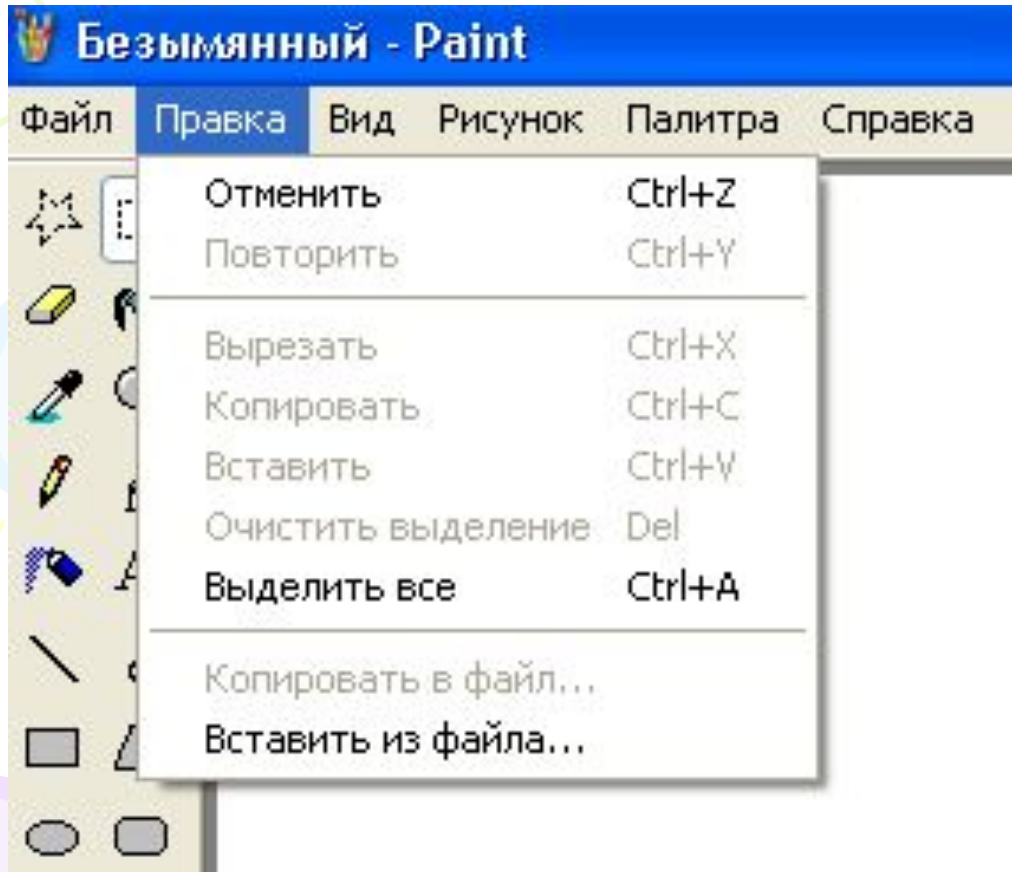 Безымянный - Paint
Файл Правка Вид Рисунок Палитра Справка
Отменить Ctrl+Z
Повторить Ctrl+Y
Вырезать Ctrl+X
Копировать Ctrl+C
Вставить Ctrl+V
Очистить выделение Del
Выделить все Ctrl+A
Копировать в файл...
Вставить из файла...